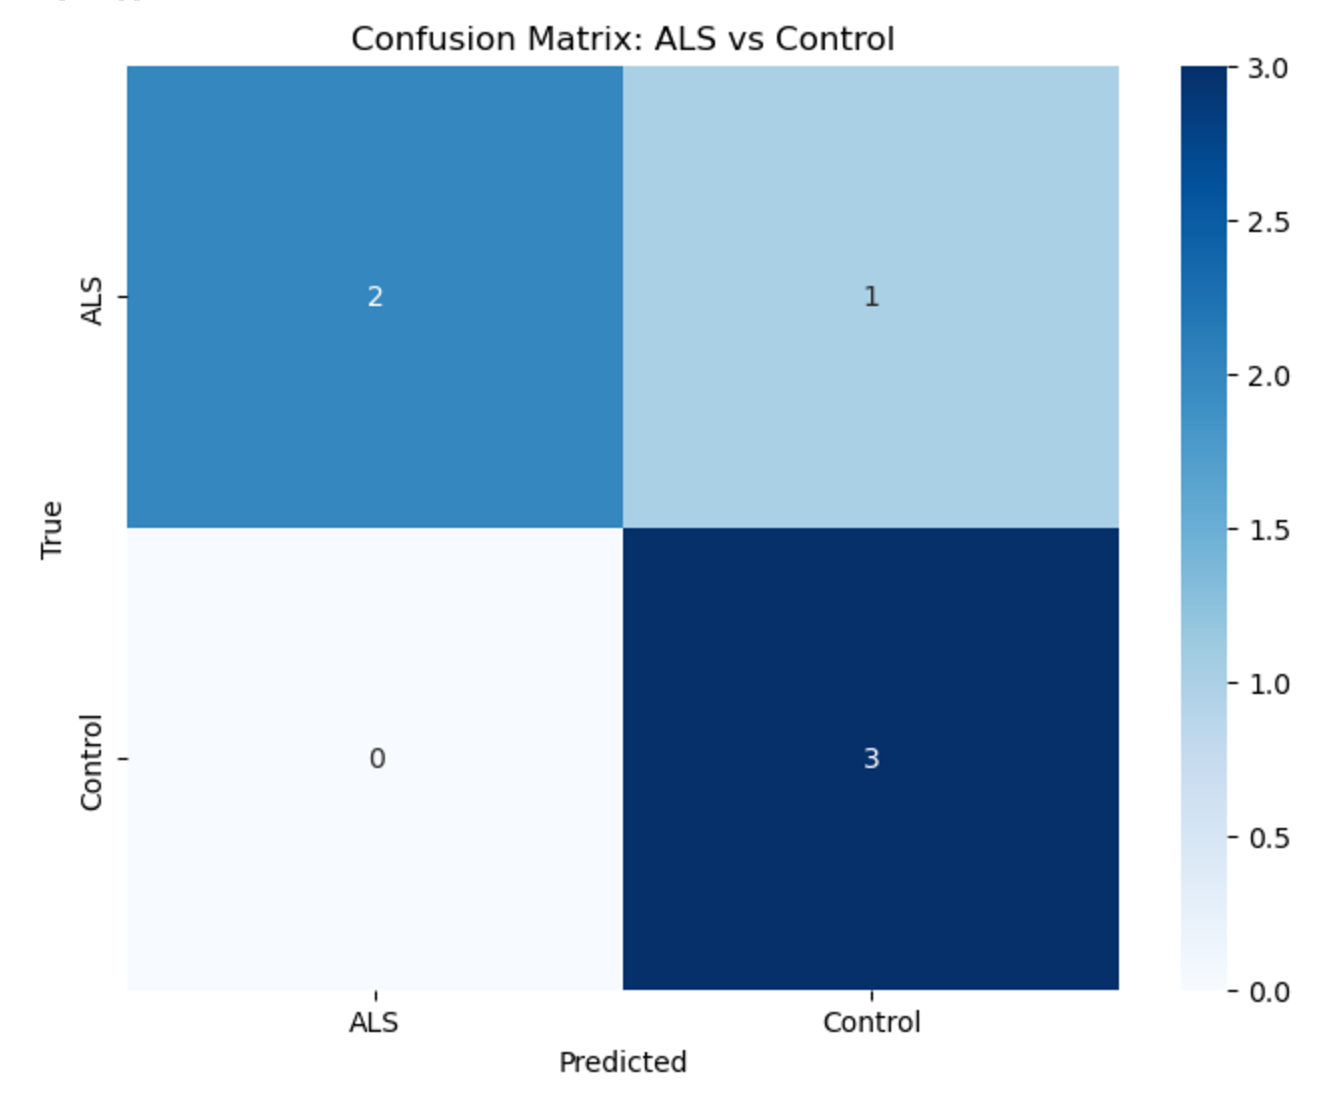 Confusion Matrix: ALS vs Control
3.0
2.5
ALS
2
1
2.0
True
1.5
1.0
Control
0
3
0.5
0.0
ALS
Control
Predicted